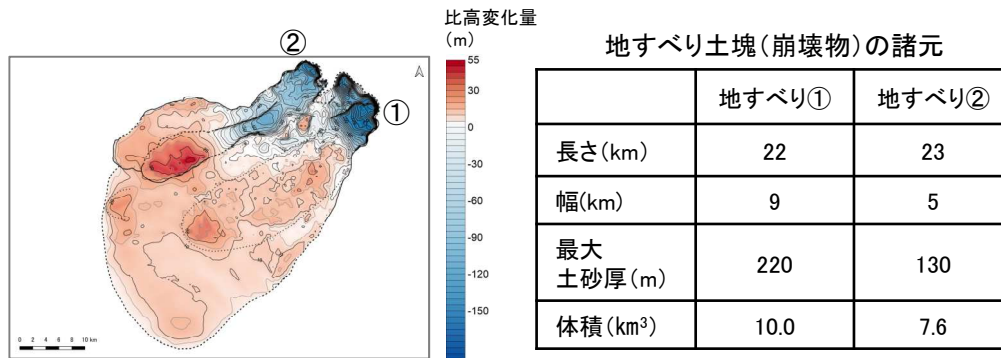 比高変化量
（m）
②
①
55
30
0
-30
-60
-90
-120
-150
0 2 4 6 8 10 km
地すべり土塊（崩壊物）の諸元
地すべり① 地すべり②
長さ（km） 22 23
幅(km) 9 5
最大
土砂厚（m） 220 130
体積（km³） 10.0 7.6